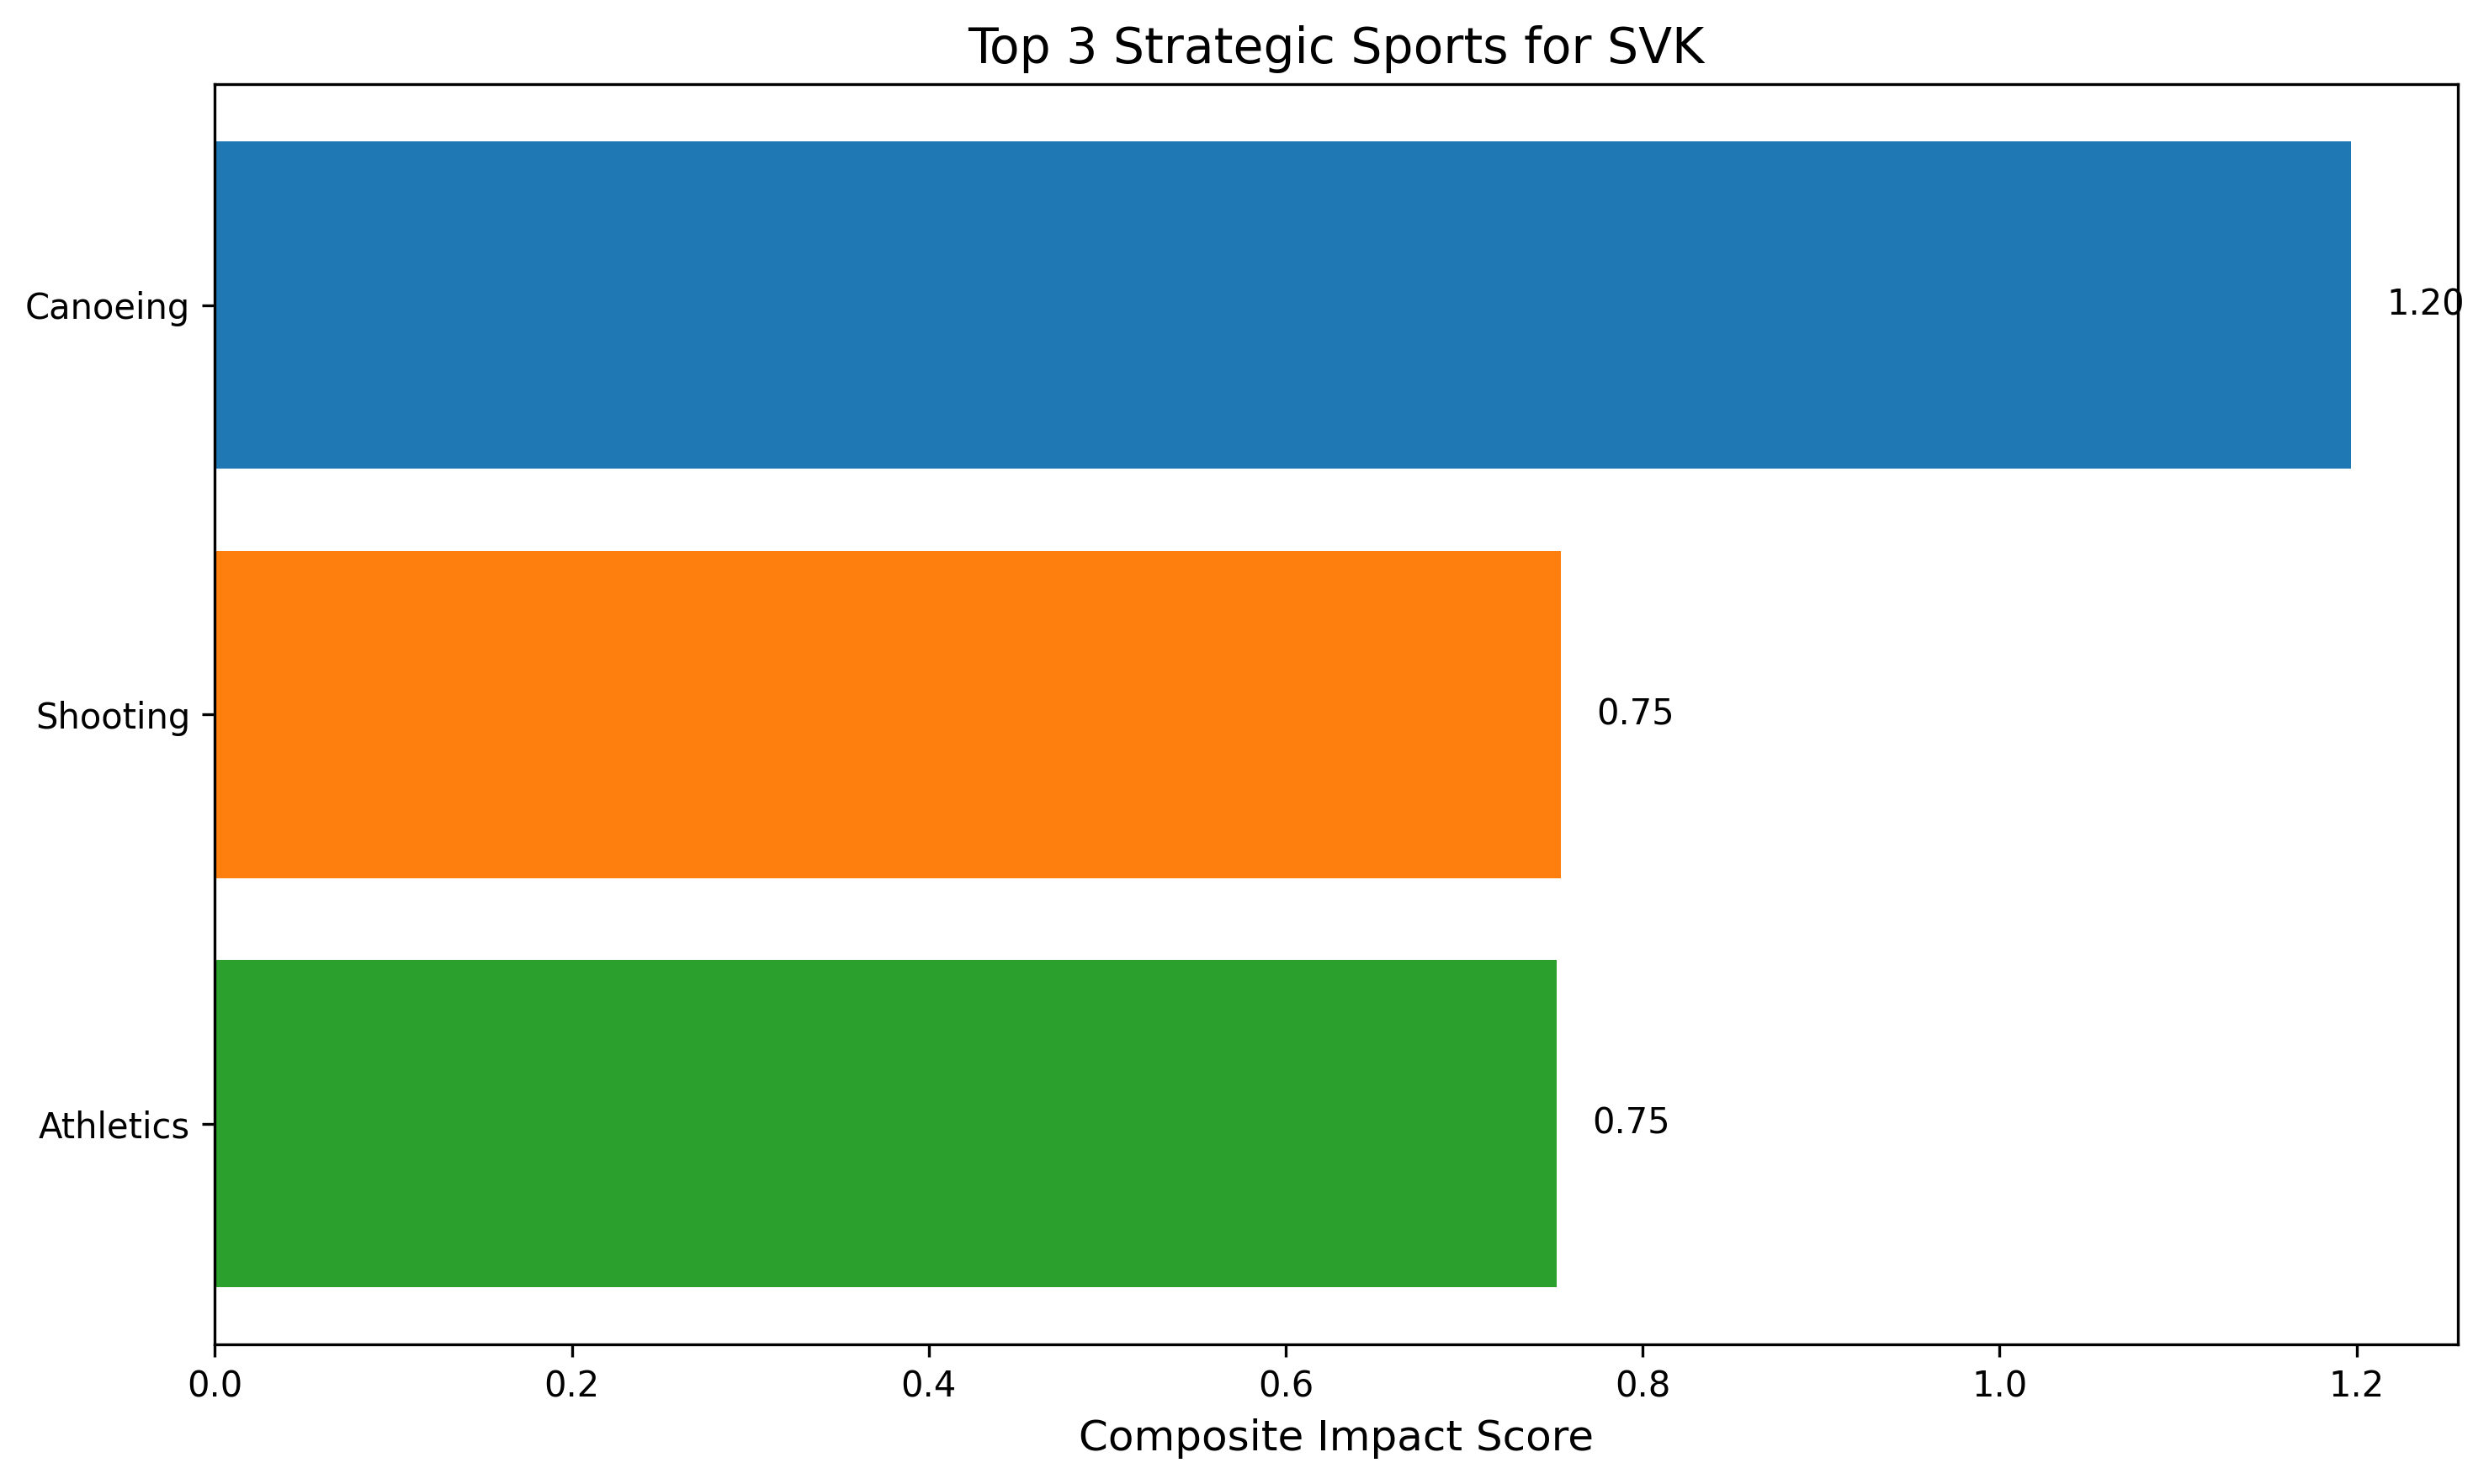 Top 3 Strategic Sports for SVK
Canoeing
1.20
Shooting
0.75
Athletics
0.75
0.0 0.2 0.4 0.6 0.8 1.0 1.2
Composite Impact Score